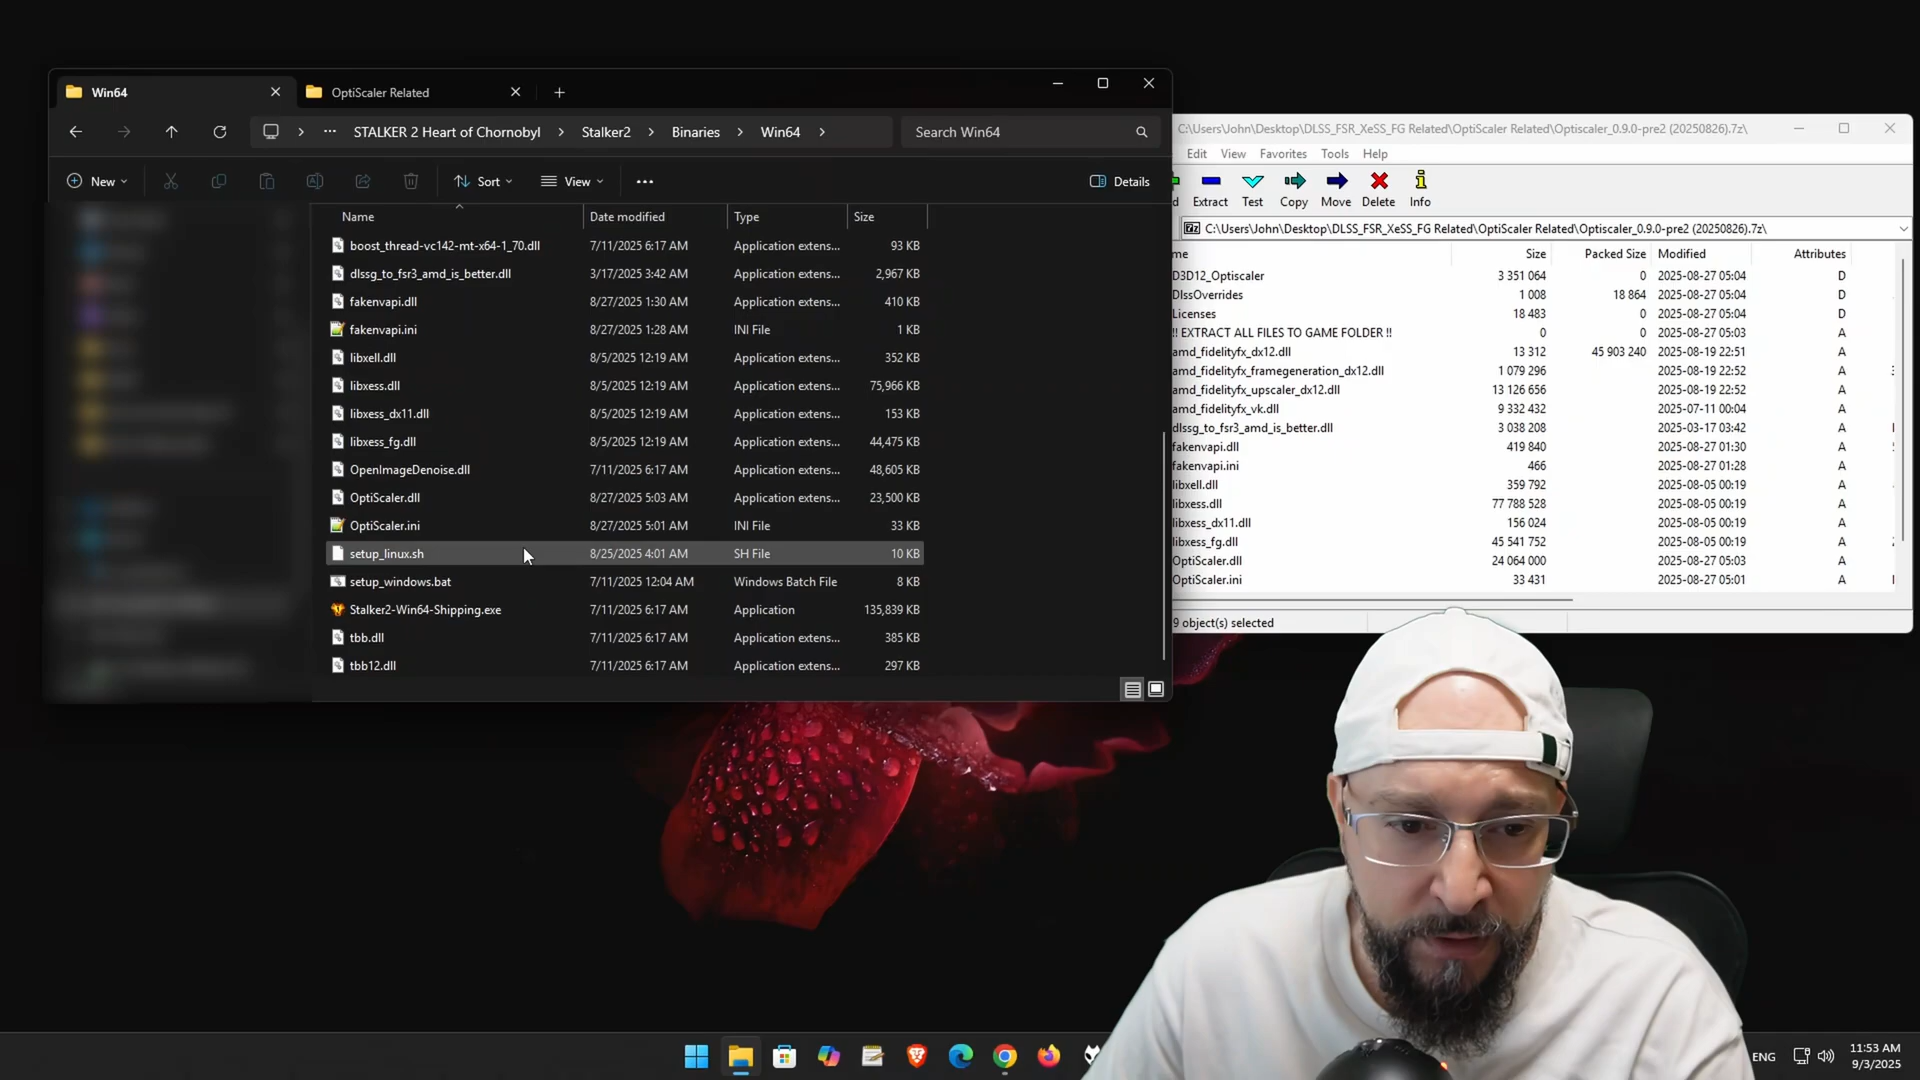 Win64
OptiScaler Related
STALKER 2 Heart of Chornobyl > Stalker2 > Binaries > Win64 >
Search Win64
New
Sort
View
Details
Name Date modified Type Size
boost_thread-vc142-mt-x64-1_70.dll 7/11/2025 6:17 AM Application extens... 93 KB
dlssg_to_fsr3_amd_is_better.dll 3/17/2025 3:42 AM Application extens... 2,967 KB
fakenvapi.dll 8/27/2025 1:30 AM Application extens... 410 KB
fakenvapi.ini 8/27/2025 1:28 AM INI File 1 KB
libxell.dll 8/5/2025 12:19 AM Application extens... 352 KB
libxess.dll 8/5/2025 12:19 AM Application extens... 75,966 KB
libxess_dx11.dll 8/5/2025 12:19 AM Application extens... 153 KB
libxess_fg.dll 8/5/2025 12:19 AM Application extens... 44,475 KB
OpenImageDenoise.dll 7/11/2025 6:17 AM Application extens... 48,605 KB
OptiScaler.dll 8/27/2025 5:03 AM Application extens... 23,500 KB
OptiScaler.ini 8/27/2025 5:01 AM INI File 33 KB
setup_linux.sh 8/25/2025 4:01 AM SH File 10 KB
setup_windows.bat 7/11/2025 12:04 AM Windows Batch File 8 KB
Stalker2-Win64-Shipping.exe 7/11/2025 6:17 AM Application 135,839 KB
tbb.dll 7/11/2025 6:17 AM Application extens... 385 KB
tbb12.dll 7/11/2025 6:17 AM Application extens... 297 KB
C:\Users\John\Desktop\DLSS_FSR_XeSS_FG Related\OptiScaler Related\Optiscaler_0.9.0-pre2 (20250826).7z\
Edit View Favorites Tools Help
d Extract Test Copy Move Delete Info
C:\Users\John\Desktop\DLSS_FSR_XeSS_FG Related\OptiScaler Related\Optiscaler_0.9.0-pre2 (20250826).7z\
me Size Packed Size Modified Attributes
D3D12_Optiscaler 3 351 064 0 2025-08-27 05:04 D
DlssOverrides 1 008 18 864 2025-08-27 05:04 D
Licenses 18 483 0 2025-08-27 05:04 D
!! EXTRACT ALL FILES TO GAME FOLDER !! 0 0 2025-08-27 05:03 A
amd_fidelityfx_dx12.dll 13 312 45 903 240 2025-08-19 22:51 A
amd_fidelityfx_framegeneration_dx12.dll 1 079 296 2025-08-19 22:52 A
amd_fidelityfx_upscaler_dx12.dll 13 126 656 2025-08-19 22:52 A
amd_fidelityfx_vk.dll 9 332 432 2025-07-11 00:04 A
dlssg_to_fsr3_amd_is_better.dll 3 038 208 2025-03-17 03:42 A
fakenvapi.dll 419 840 2025-08-27 01:30 A
fakenvapi.ini 466 2025-08-27 01:28 A
libxell.dll 359 792 2025-08-05 00:19 A
libxess.dll 77 788 528 2025-08-05 00:19 A
libxess_dx11.dll 156 024 2025-08-05 00:19 A
libxess_fg.dll 45 541 752 2025-08-05 00:19 A
OptiScaler.dll 24 064 000 2025-08-27 05:03 A
OptiScaler.ini 33 431 2025-08-27 05:01 A
9 object(s) selected
ENG
11:53 AM
9/3/2025